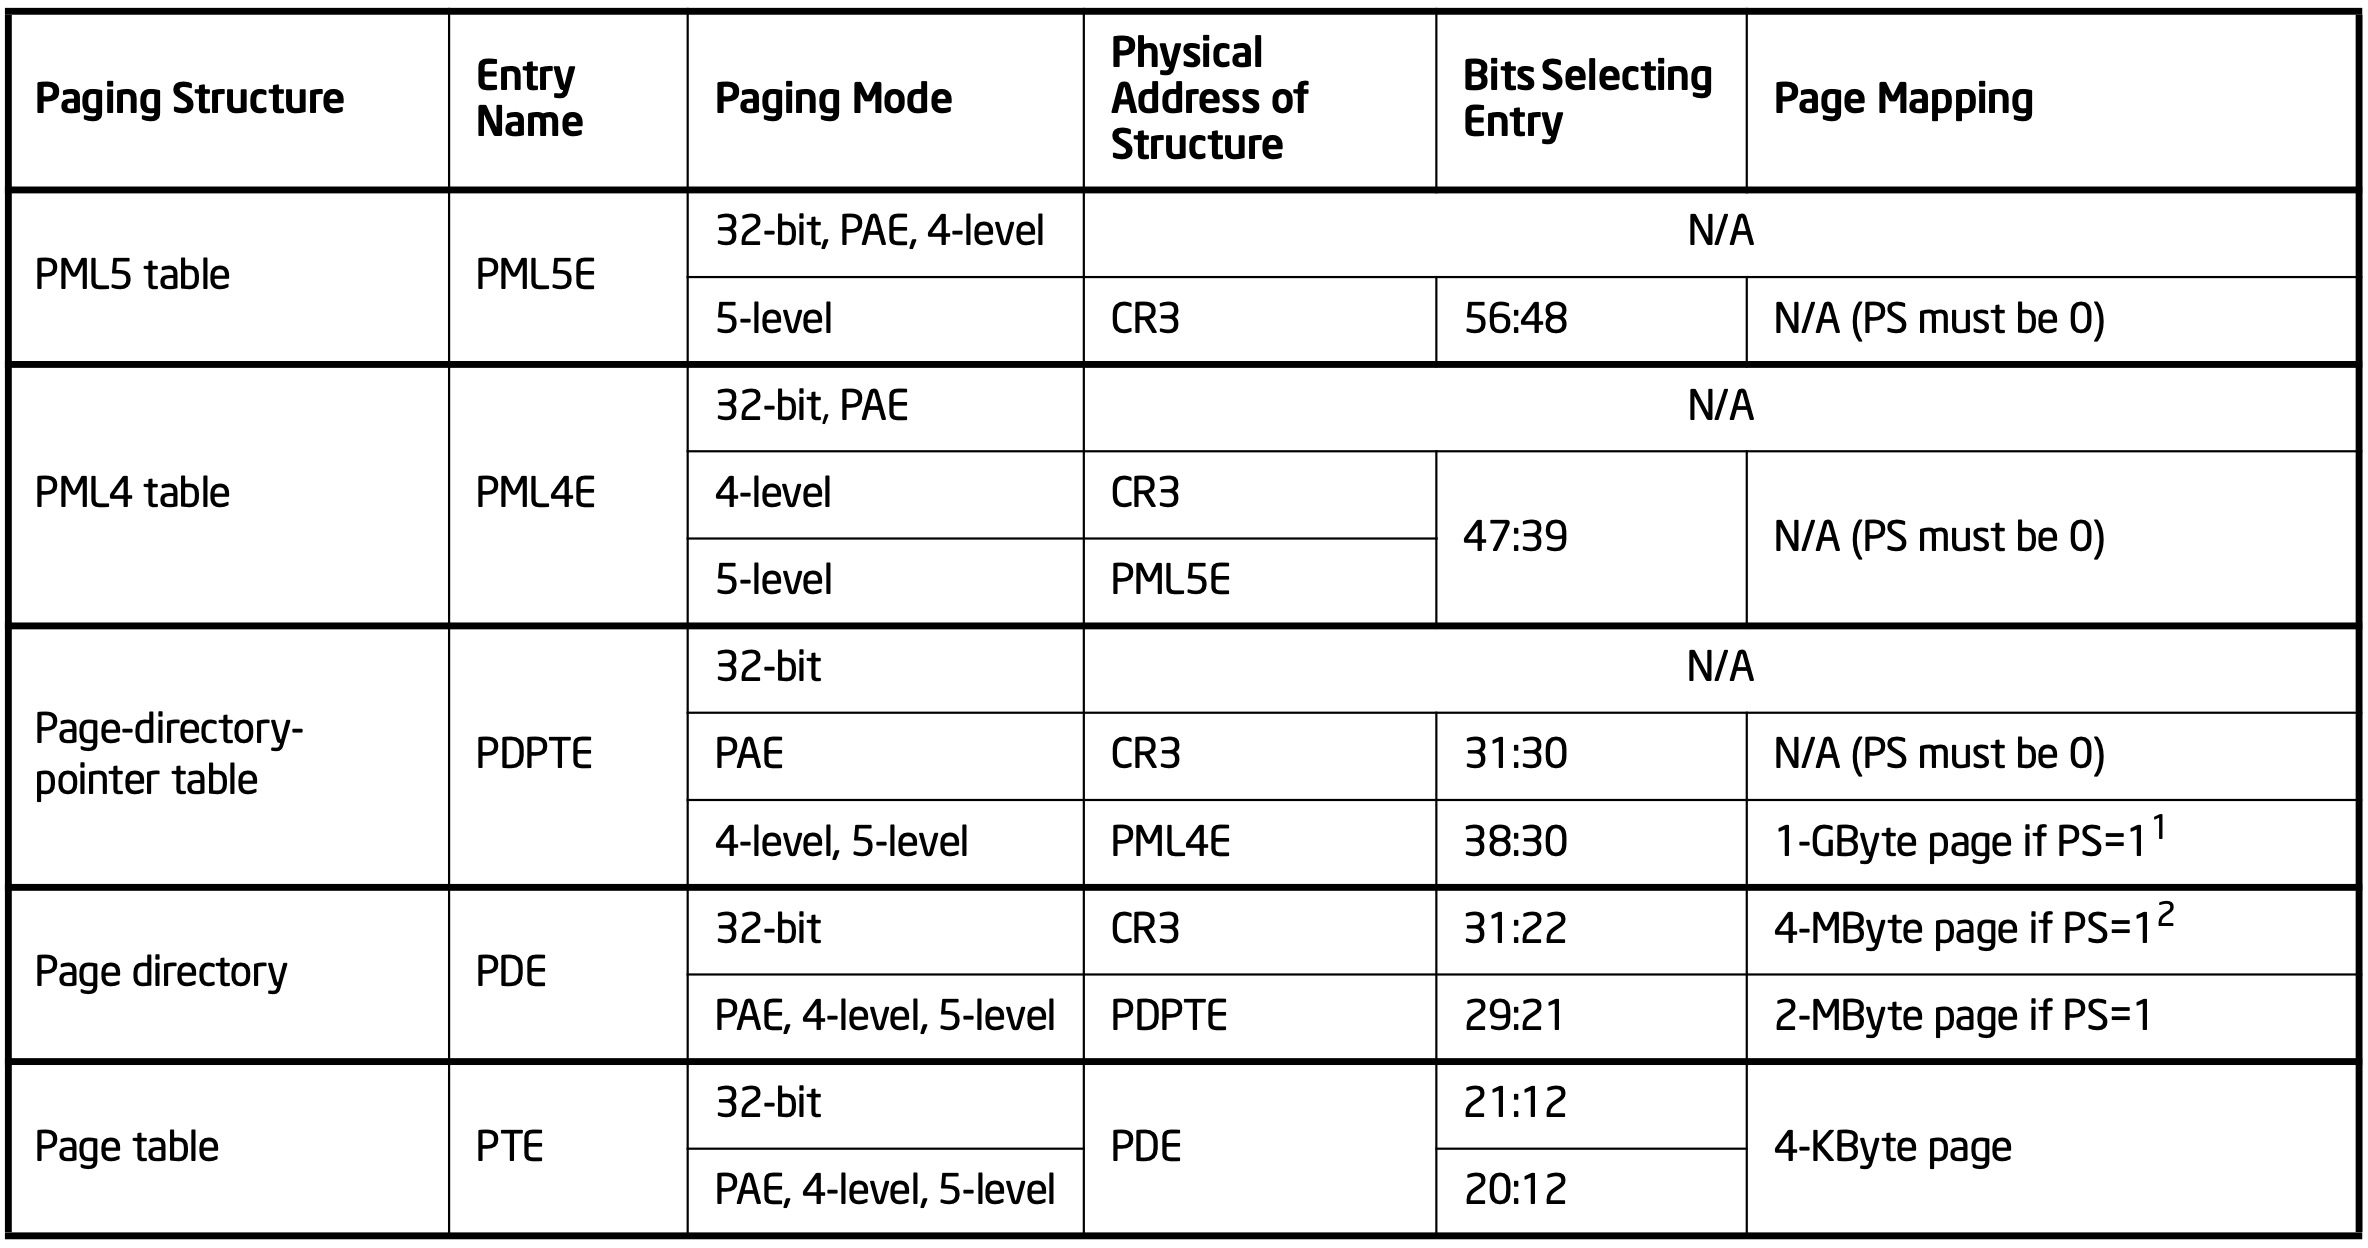 Paging Structure
Entry
Name
Paging Mode
Physical
Address of
Structure
Bits Selecting
Entry
Page Mapping
PML5 table
PML5E
32-bit, PAE, 4-level
N/A
5-level
CR3
56:48
N/A (PS must be 0)
PML4 table
PML4E
32-bit, PAE
N/A
4-level
CR3
47:39
N/A (PS must be 0)
5-level
PML5E
Page-directory-
pointer table
PDPTE
32-bit
N/A
PAE
CR3
31:30
N/A (PS must be 0)
4-level, 5-level
PML4E
38:30
1-GByte page if PS=1¹
Page directory
PDE
32-bit
CR3
31:22
4-MByte page if PS=1²
PAE, 4-level, 5-level
PDPTE
29:21
2-MByte page if PS=1
Page table
PTE
32-bit
PDE
21:12
4-KByte page
PAE, 4-level, 5-level
20:12